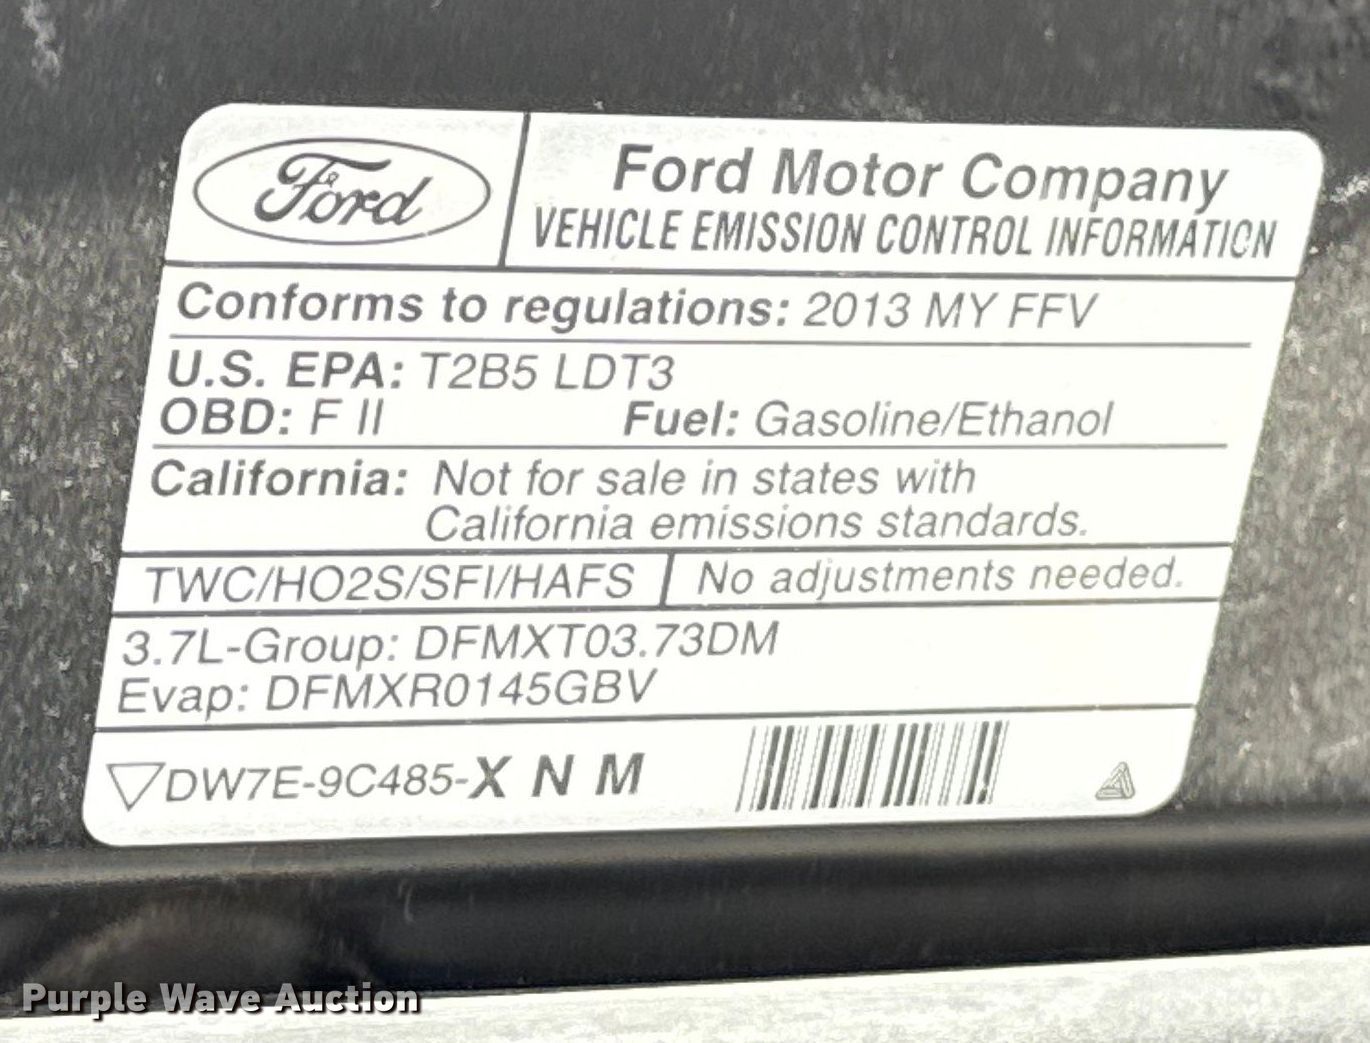 Ford
Ford Motor Company
VEHICLE EMISSION CONTROL INFORMATION
Conforms to regulations: 2013 MY FFV
U.S. EPA: T2B5 LDT3
OBD: F II Fuel: Gasoline/Ethanol
California: Not for sale in states with
California emissions standards.
TWC/HO2S/SFI/HAFS No adjustments needed.
3.7L-Group: DFMXT03.73DM
Evap: DFMXR0145GBV
DW7E-9C485-X N M
Purple Wave Auction